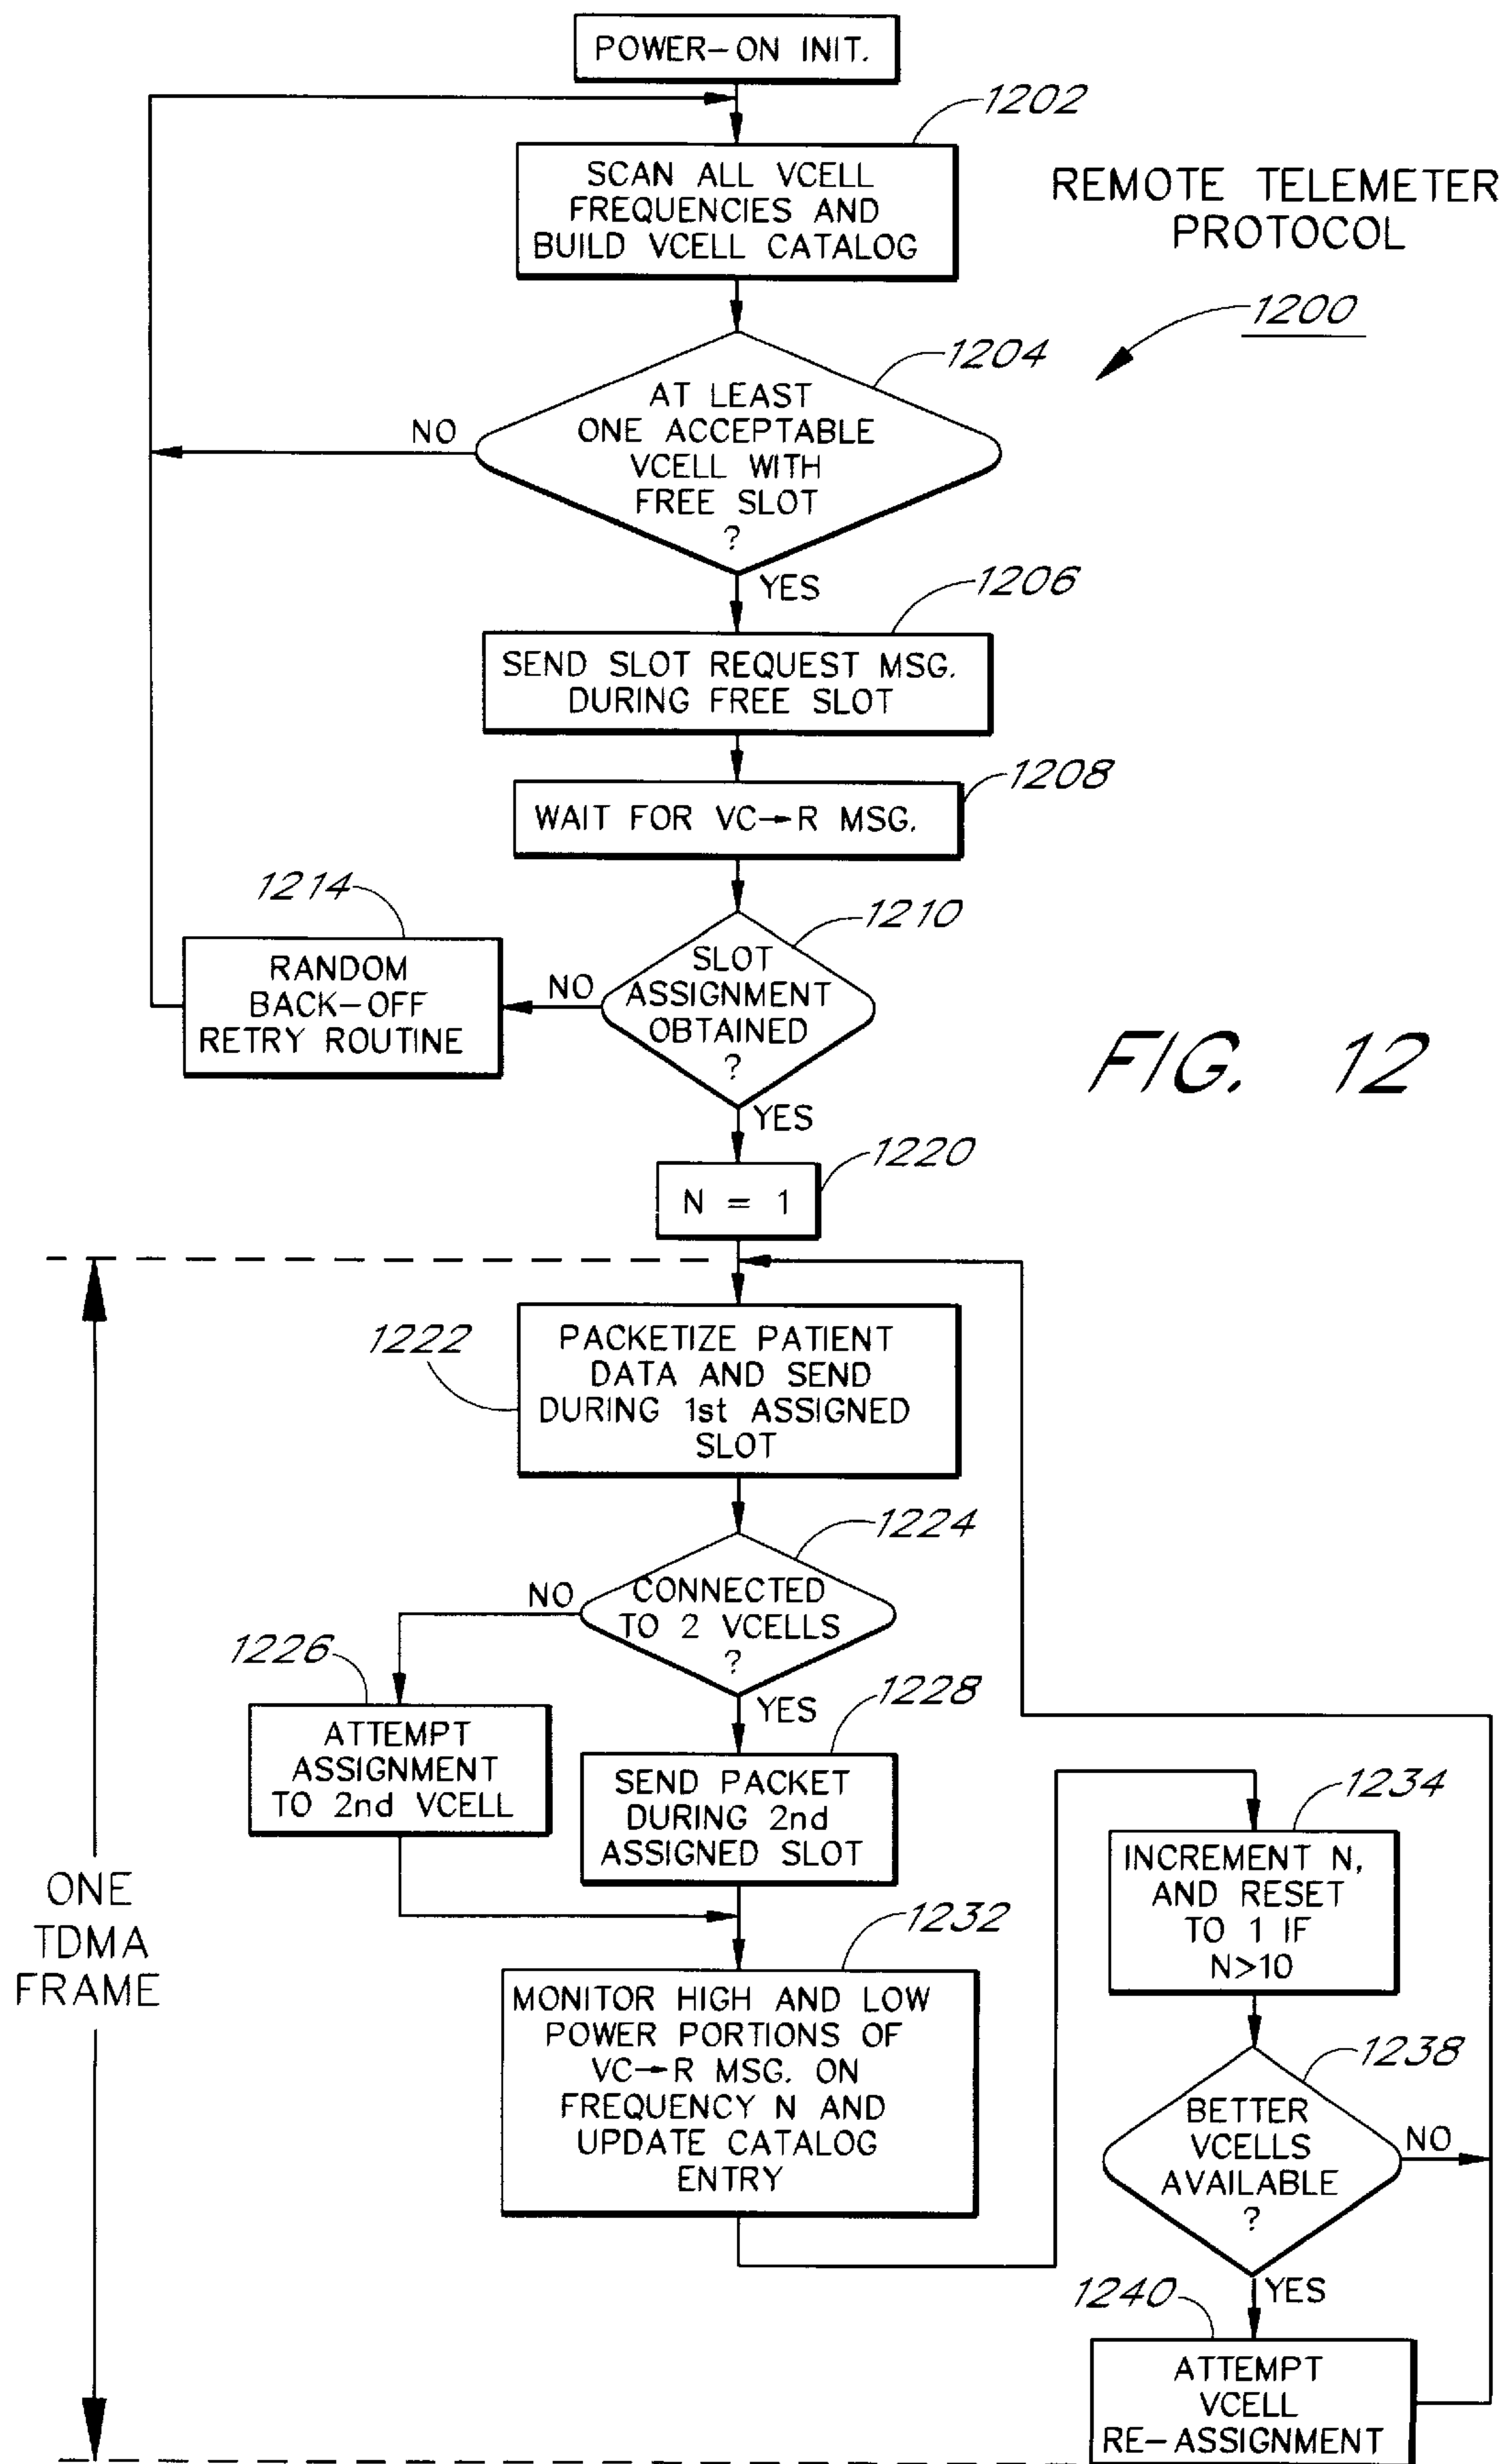 POWER-ON INIT.
1202
SCAN ALL VCELL
FREQUENCIES AND
BUILD VCELL CATALOG
REMOTE TELEMETER
PROTOCOL
1200
1204
AT LEAST
ONE ACCEPTABLE
VCELL WITH
FREE SLOT
?
NO
YES
1206
SEND SLOT REQUEST MSG.
DURING FREE SLOT
1208
WAIT FOR VC→R MSG.
1210
SLOT
ASSIGNMENT
OBTAINED
?
NO
1214
RANDOM
BACK-OFF
RETRY ROUTINE
YES
FIG. 12
1220
N = 1
1222
PACKETIZE PATIENT
DATA AND SEND
DURING 1st ASSIGNED
SLOT
1224
CONNECTED
TO 2 VCELLS
?
NO
1226
ATTEMPT
ASSIGNMENT
TO 2nd VCELL
YES
1228
SEND PACKET
DURING 2nd
ASSIGNED SLOT
ONE
TDMA
FRAME
1232
MONITOR HIGH AND LOW
POWER PORTIONS OF
VC→R MSG. ON
FREQUENCY N AND
UPDATE CATALOG
ENTRY
1234
INCREMENT N,
AND RESET
TO 1 IF
N>10
1238
BETTER
VCELLS
AVAILABLE
?
NO
YES
1240
ATTEMPT
VCELL
RE-ASSIGNMENT